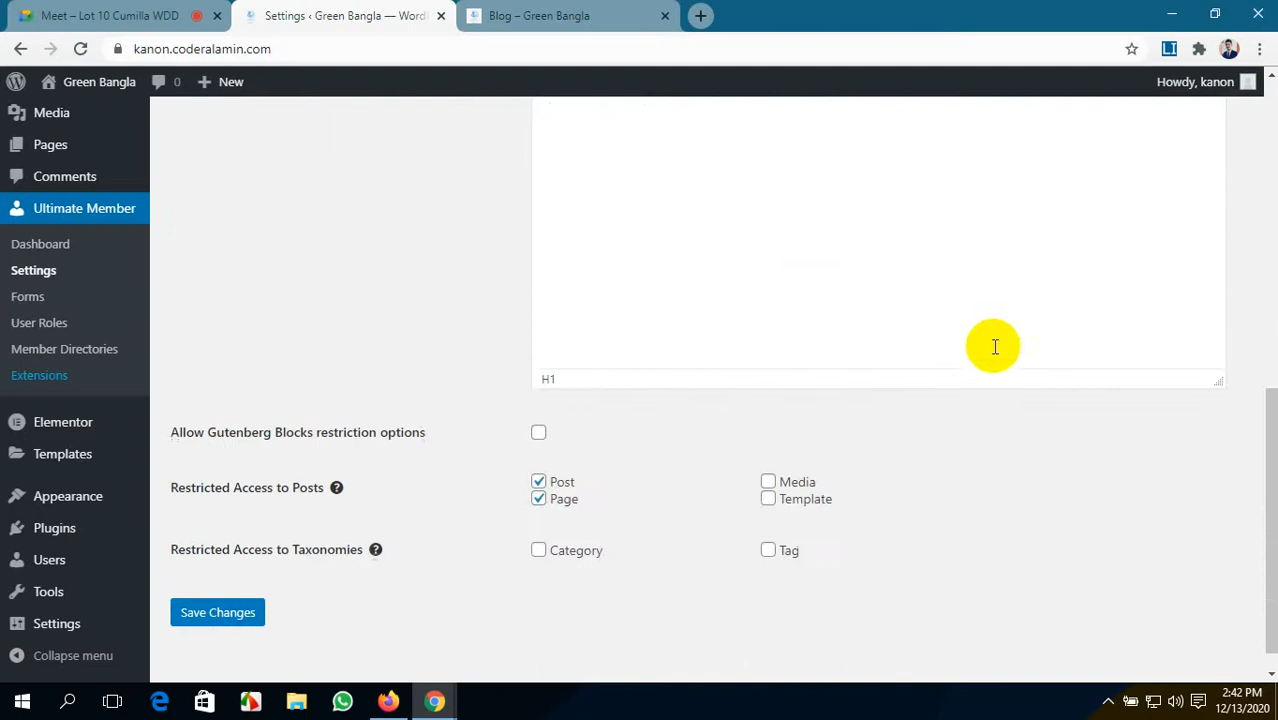 Meet – Lot 10 Cumilla WDD
Settings ‹ Green Bangla — Word
Blog – Green Bangla
kanon.coderalamin.com
Green Bangla
0
New
Howdy, kanon
Media
Pages
Comments
Ultimate Member
Dashboard
Settings
Forms
User Roles
Member Directories
Extensions
Elementor
Templates
Appearance
Plugins
Users
Tools
Settings
Collapse menu
H1
Allow Gutenberg Blocks restriction options
Restricted Access to Posts ?
Post
Media
Page
Template
Restricted Access to Taxonomies ?
Category
Tag
Save Changes
2:42 PM
12/13/2020